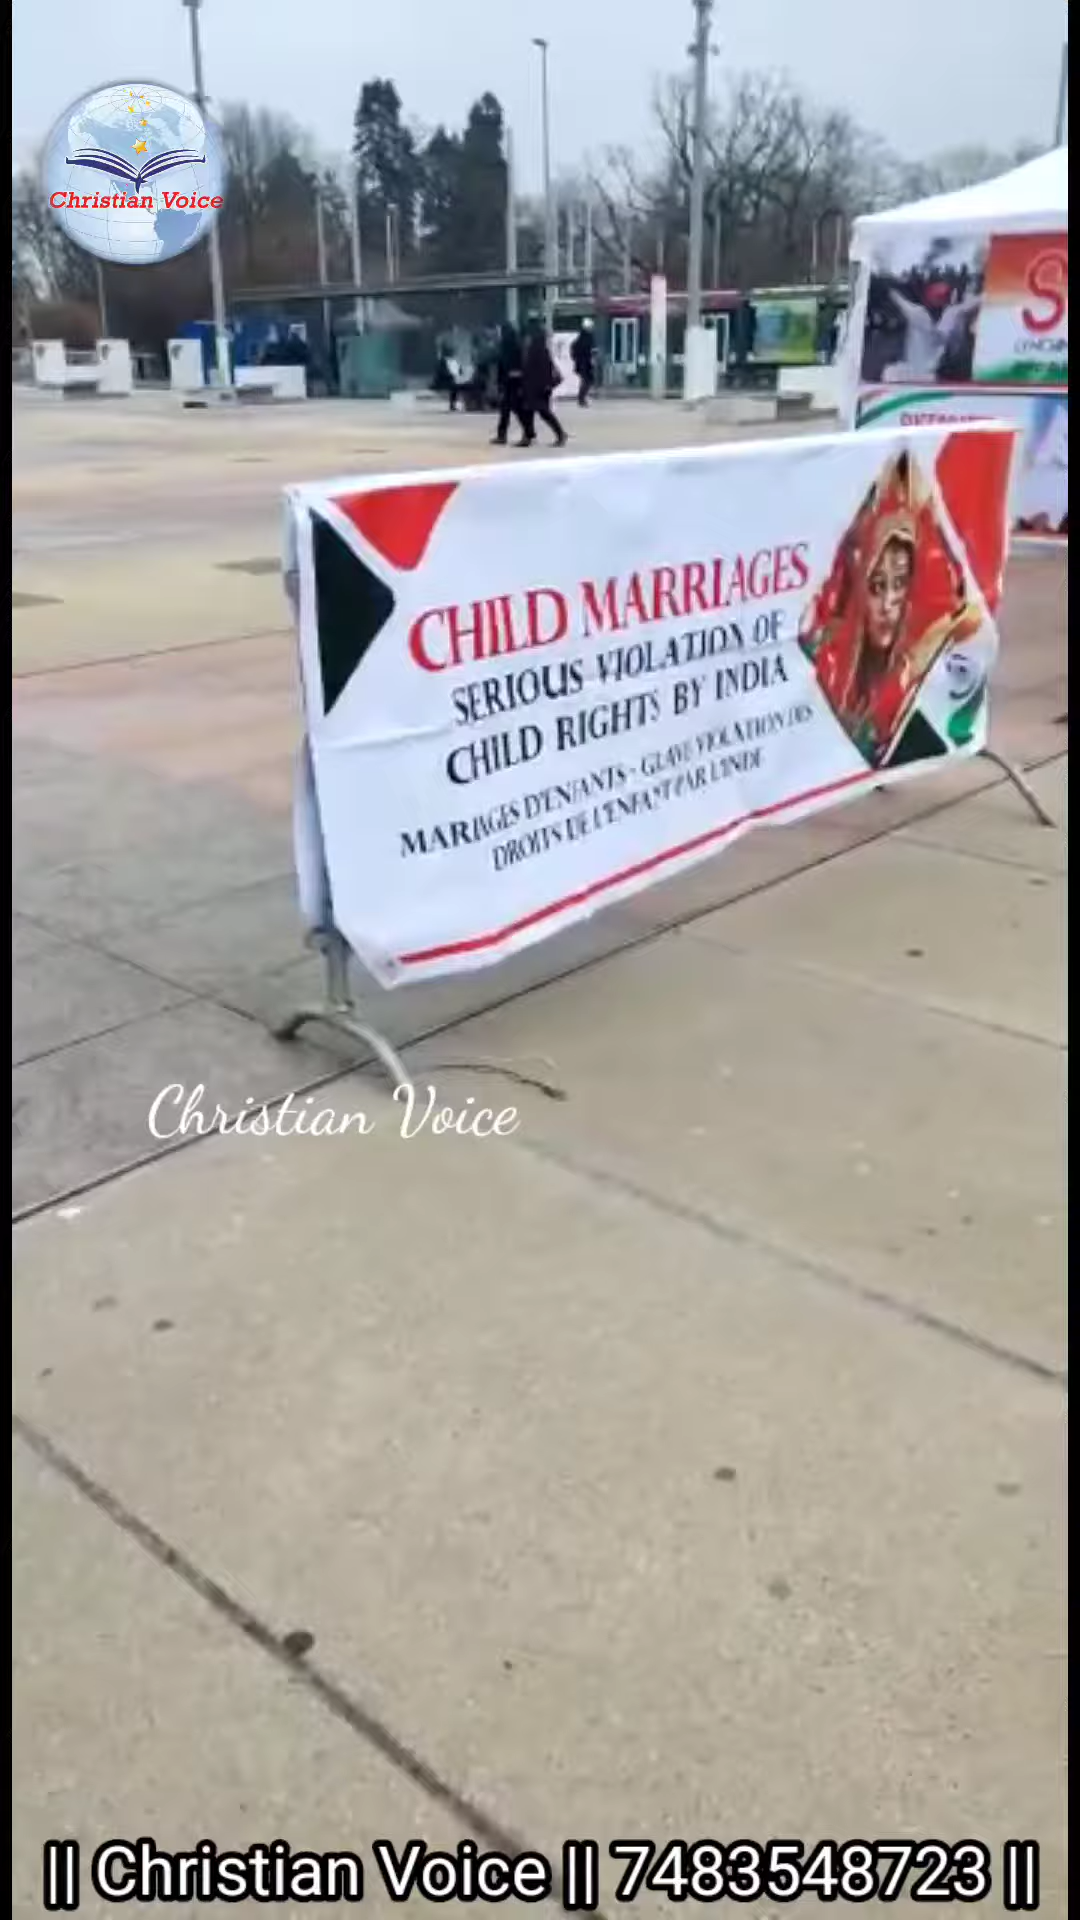 Christian Voice
S
CHILD MARRIAGES
SERIOUS VIOLATION OF
CHILD RIGHTS BY INDIA
MARIAGES D'ENFANTS - GLAVE VIOLATION DES
DROITS DE L'ENFANT PAR L'INDE
Christian Voice
|| Christian Voice || 7483548723 ||